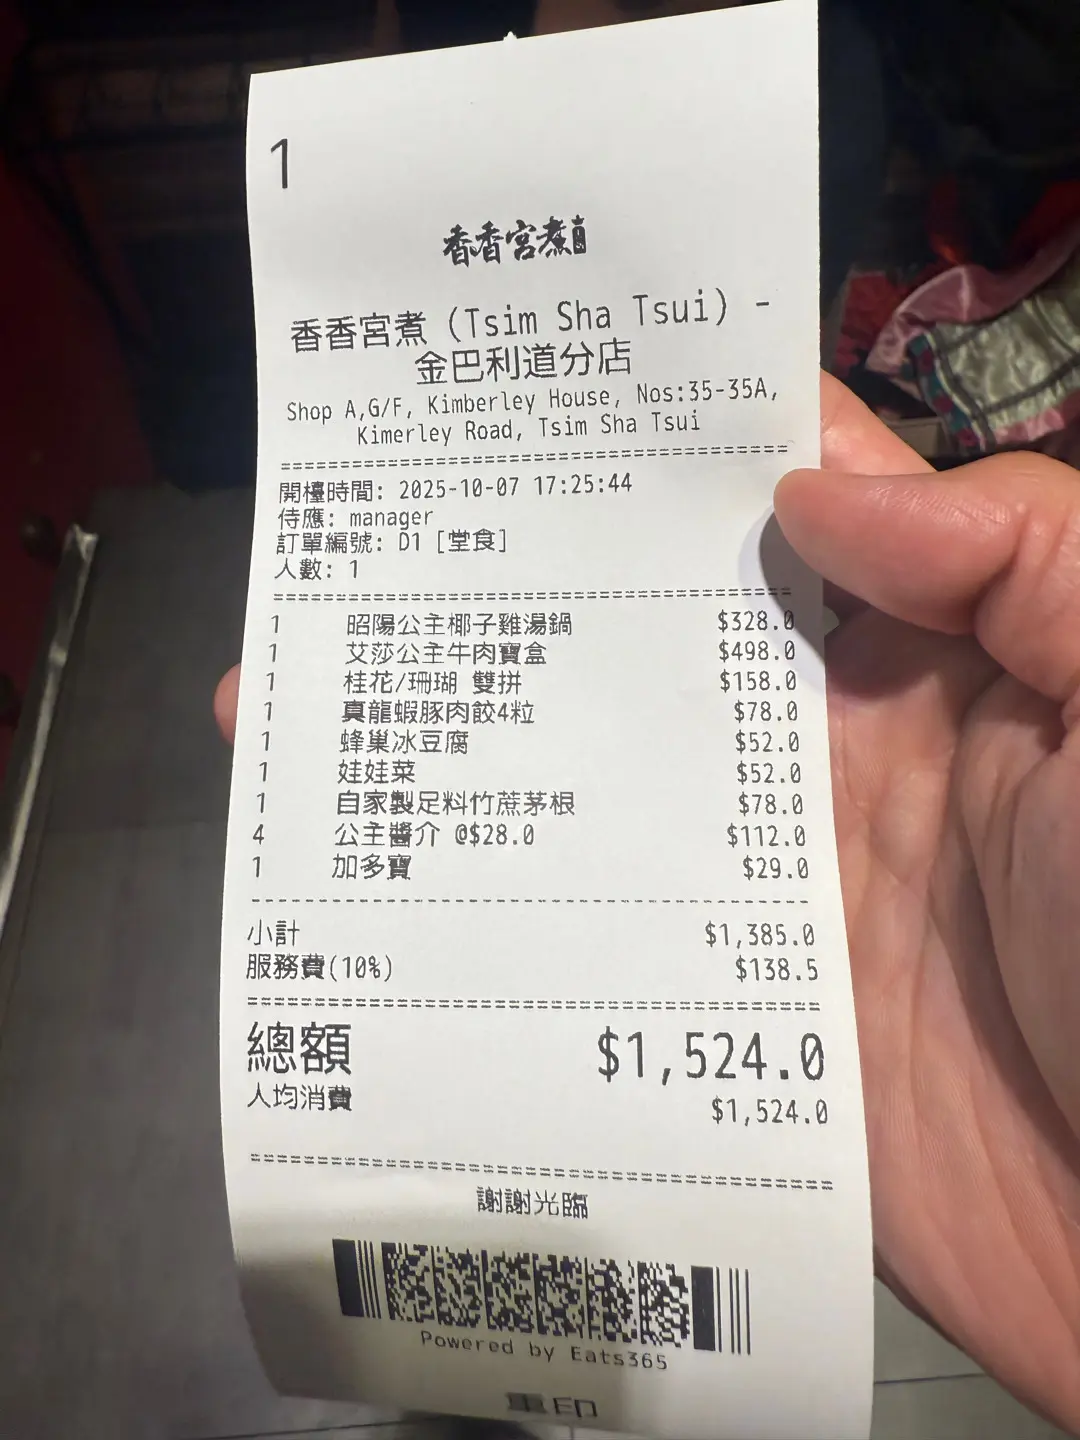 1
香香宮煮
香香宮煮 (Tsim Sha Tsui) -
金巴利道分店
Shop A,G/F, Kimberley House, Nos:35-35A,
Kimerley Road, Tsim Sha Tsui
開檯時間: 2025-10-07 17:25:44
侍應: manager
訂單編號: D1 [堂食]
人數: 1
1 昭陽公主椰子雞湯鍋 $328.0
1 艾莎公主牛肉寶盒 $498.0
1 桂花/珊瑚 雙拼 $158.0
1 真龍蝦豚肉餃4粒 $78.0
1 蜂巢冰豆腐 $52.0
1 娃娃菜 $52.0
1 自家製足料竹蔗茅根 $78.0
4 公主醬介 @$28.0 $112.0
1 加多寶 $29.0
小計 $1,385.0
服務費(10%) $138.5
總額 $1,524.0
人均消費 $1,524.0
謝謝光臨
Powered by Eats365
重印